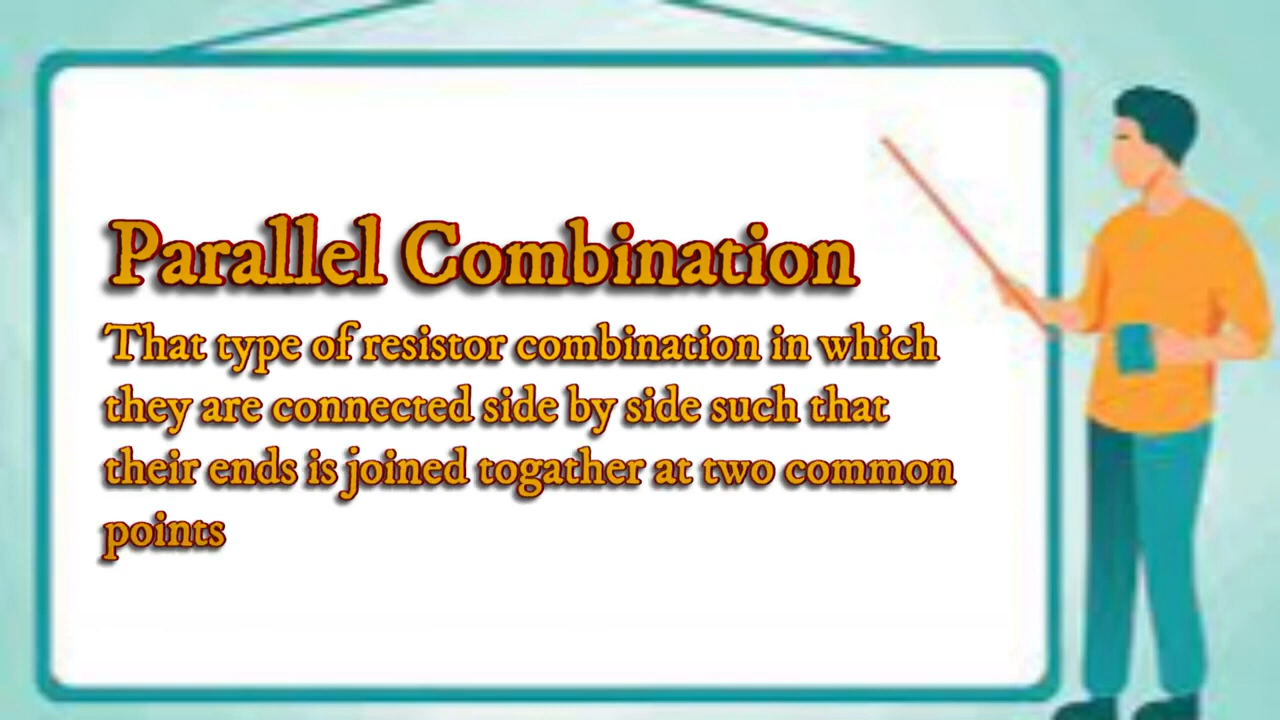 Parallel Combination
That type of resistor combination in which
they are connected side by side such that
their ends is joined togather at two common
points